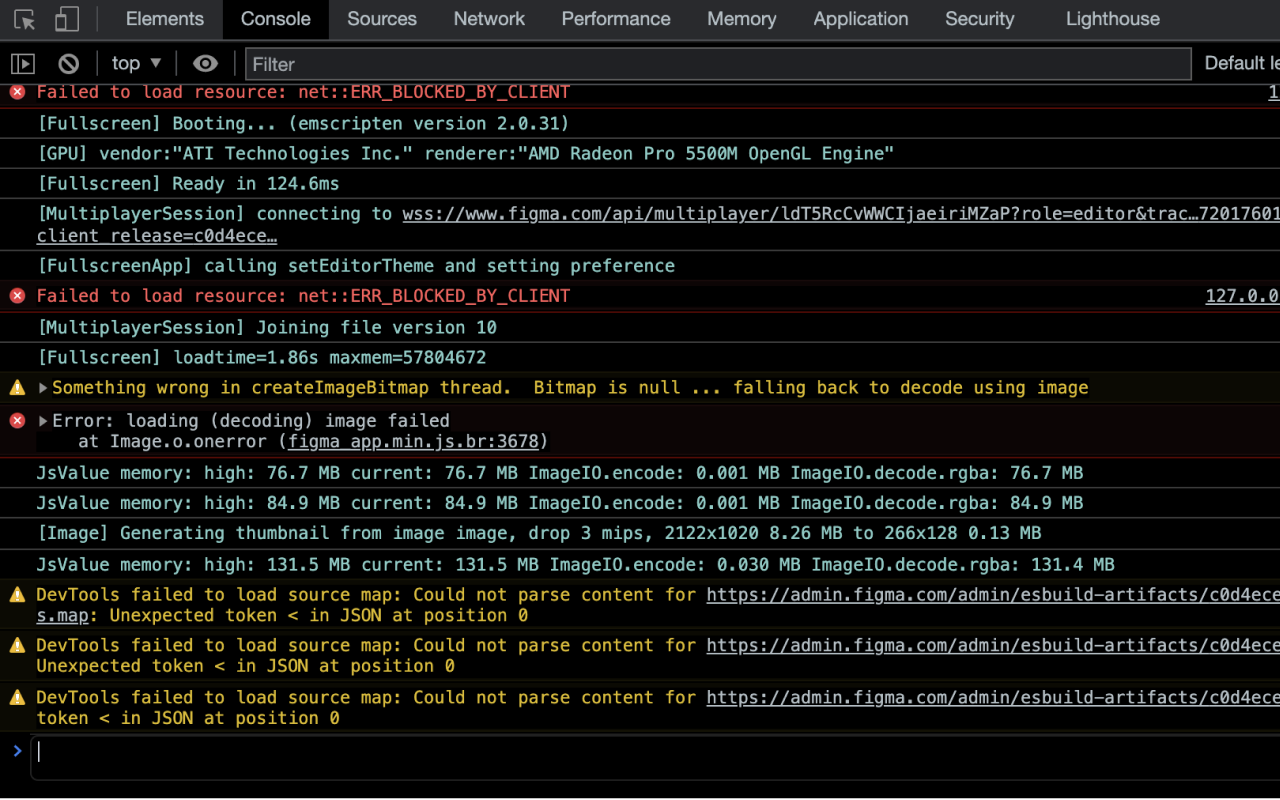 Elements Console Sources Network Performance Memory Application Security Lighthouse
top ▼ Filter Default le
Failed to load resource: net::ERR_BLOCKED_BY_CLIENT 1
[Fullscreen] Booting... (emscripten version 2.0.31)
[GPU] vendor:"ATI Technologies Inc." renderer:"AMD Radeon Pro 5500M OpenGL Engine"
[Fullscreen] Ready in 124.6ms
[MultiplayerSession] connecting to wss://www.figma.com/api/multiplayer/ldT5RcCvWWCIjaeiriMZaP?role=editor&trac…72017601
client_release=c0d4ece…
[FullscreenApp] calling setEditorTheme and setting preference
Failed to load resource: net::ERR_BLOCKED_BY_CLIENT 127.0.0
[MultiplayerSession] Joining file version 10
[Fullscreen] loadtime=1.86s maxmem=57804672
Something wrong in createImageBitmap thread.  Bitmap is null ... falling back to decode using image
Error: loading (decoding) image failed
at Image.o.onerror (figma_app.min.js.br:3678)
JsValue memory: high: 76.7 MB current: 76.7 MB ImageIO.encode: 0.001 MB ImageIO.decode.rgba: 76.7 MB
JsValue memory: high: 84.9 MB current: 84.9 MB ImageIO.encode: 0.001 MB ImageIO.decode.rgba: 84.9 MB
[Image] Generating thumbnail from image image, drop 3 mips, 2122x1020 8.26 MB to 266x128 0.13 MB
JsValue memory: high: 131.5 MB current: 131.5 MB ImageIO.encode: 0.030 MB ImageIO.decode.rgba: 131.4 MB
DevTools failed to load source map: Could not parse content for https://admin.figma.com/admin/esbuild-artifacts/c0d4ece
s.map: Unexpected token < in JSON at position 0
DevTools failed to load source map: Could not parse content for https://admin.figma.com/admin/esbuild-artifacts/c0d4ece
Unexpected token < in JSON at position 0
DevTools failed to load source map: Could not parse content for https://admin.figma.com/admin/esbuild-artifacts/c0d4ece
token < in JSON at position 0